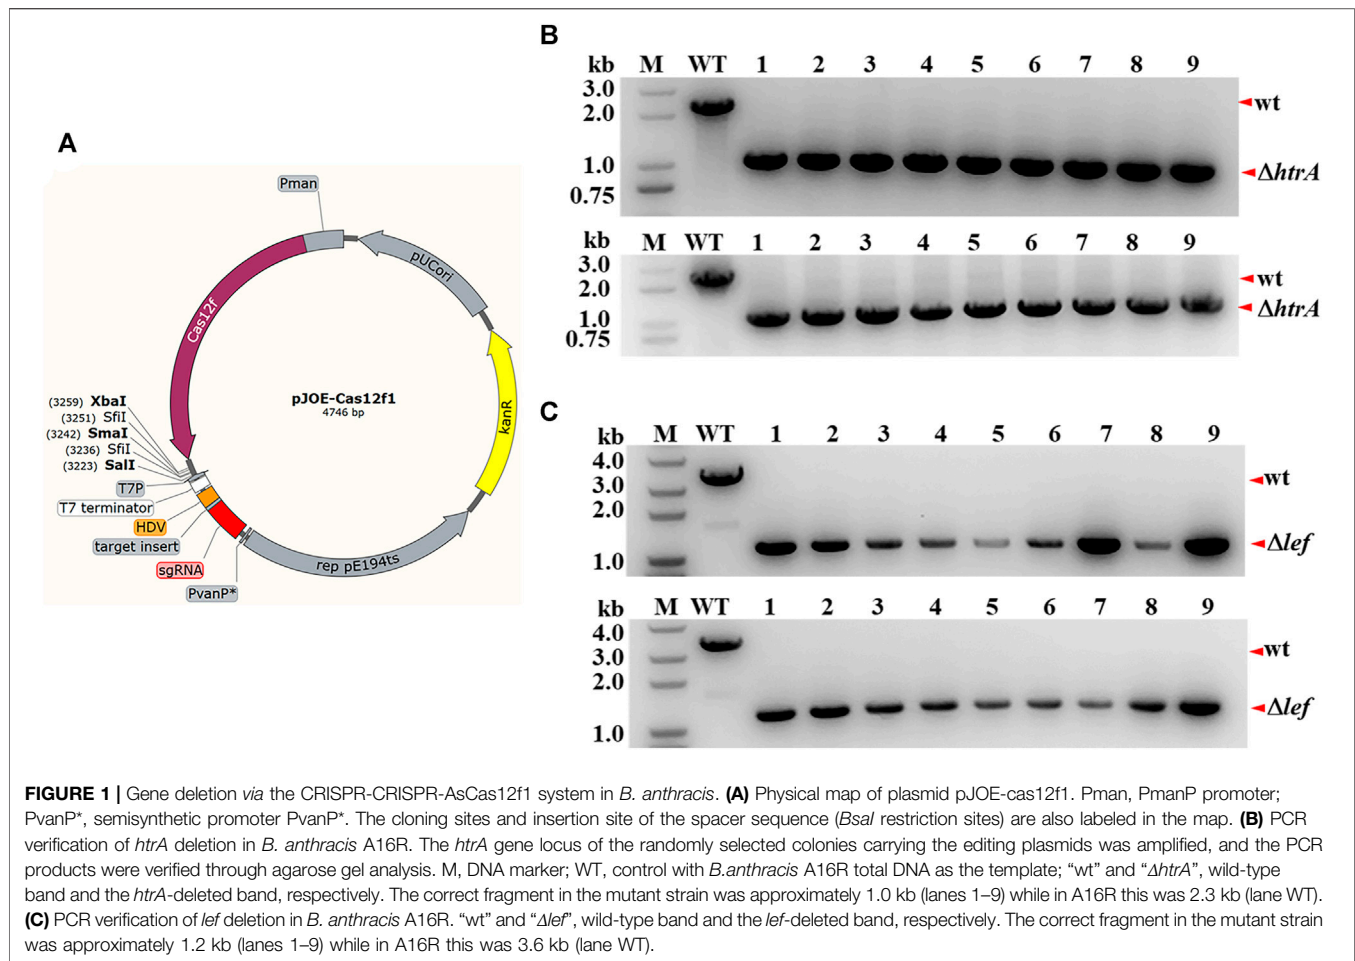 A
Pman
pUCori
Cas12f
kanR
pJOE-Cas12f1
4746 bp
(3259) XbaI
(3251) SfiI
(3242) SmaI
(3236) SfiI
(3223) SalI
T7P
T7 terminator
HDV
target insert
sgRNA
PvanP*
rep pE194ts
B
kb M WT 1 2 3 4 5 6 7 8 9
3.0
2.0
1.0
0.75
wt
ΔhtrA
kb M WT 1 2 3 4 5 6 7 8 9
3.0
2.0
1.0
0.75
wt
ΔhtrA
C
kb M WT 1 2 3 4 5 6 7 8 9
4.0
3.0
2.0
1.0
wt
Δlef
kb M WT 1 2 3 4 5 6 7 8 9
4.0
3.0
2.0
1.0
wt
Δlef
FIGURE 1 | Gene deletion via the CRISPR-CRISPR-AsCas12f1 system in B. anthracis. (A) Physical map of plasmid pJOE-cas12f1. Pman, PmanP promoter;
PvanP*, semisynthetic promoter PvanP*. The cloning sites and insertion site of the spacer sequence (BsaI restriction sites) are also labeled in the map. (B) PCR
verification of htrA deletion in B. anthracis A16R. The htrA gene locus of the randomly selected colonies carrying the editing plasmids was amplified, and the PCR
products were verified through agarose gel analysis. M, DNA marker; WT, control with B.anthracis A16R total DNA as the template; “wt” and “ΔhtrA”, wild-type
band and the htrA-deleted band, respectively. The correct fragment in the mutant strain was approximately 1.0 kb (lanes 1–9) while in A16R this was 2.3 kb (lane WT).
(C) PCR verification of lef deletion in B. anthracis A16R. “wt” and “Δlef”, wild-type band and the lef-deleted band, respectively. The correct fragment in the mutant strain
was approximately 1.2 kb (lanes 1–9) while in A16R this was 3.6 kb (lane WT).